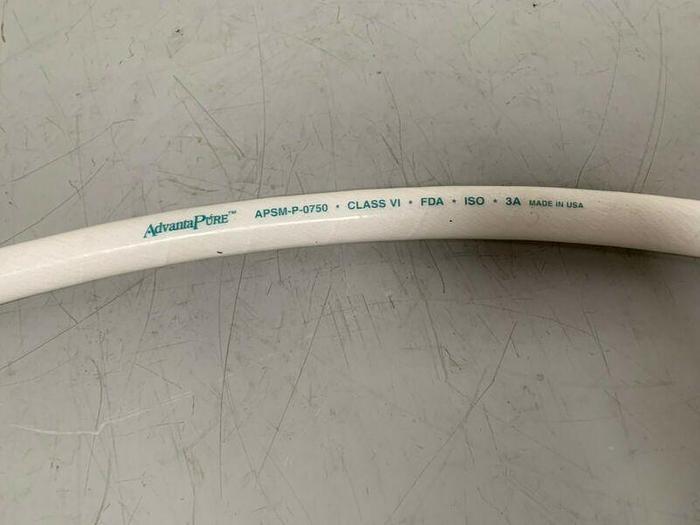 AdvantaPURE™ APSM-P-0750 * CLASS VI * FDA * ISO * 3A MADE IN USA